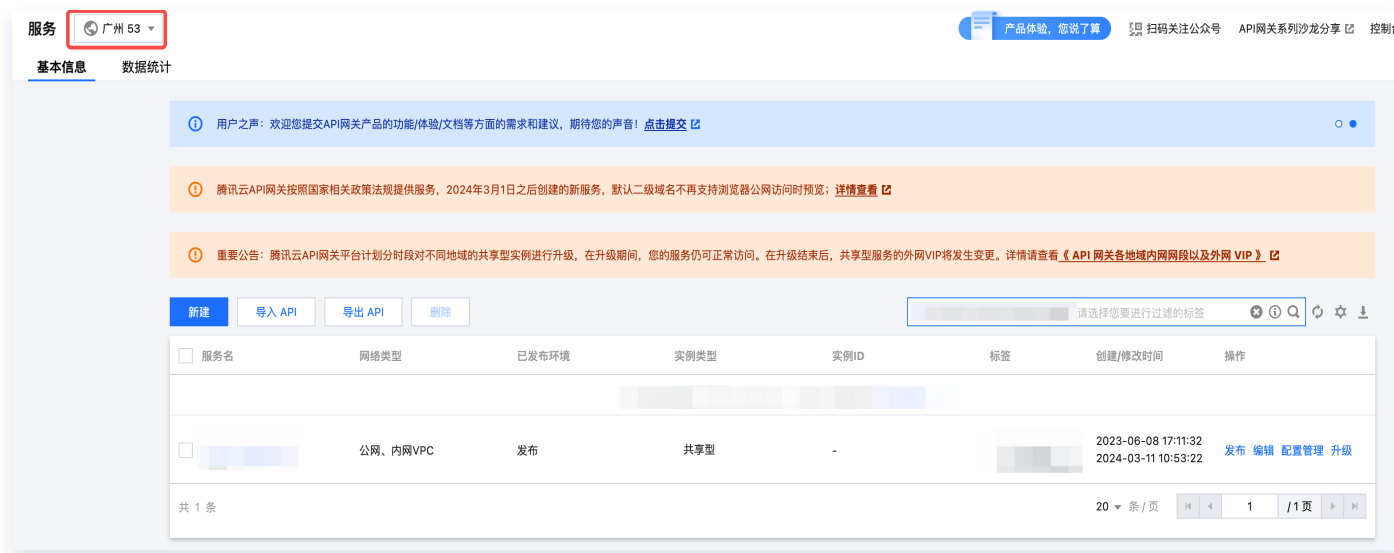 服务 广州 53 产品体验，您说了算 扫码关注公众号 API网关系列沙龙分享 控制台
基本信息 数据统计
用户之声：欢迎您提交API网关产品的功能/体验/文档等方面的需求和建议，期待您的声音！点击提交
腾讯云API网关按照国家相关政策法规提供服务，2024年3月1日之后创建的新服务，默认二级域名不再支持浏览器公网访问时预览；详情查看
重要公告：腾讯云API网关平台计划分时段对不同地域的共享型实例进行升级，在升级期间，您的服务仍可正常访问。在升级结束后，共享型服务的外网VIP将发生变更。详情请查看《 API 网关各地域内网网段以及外网 VIP 》
新建 导入 API 导出 API 删除 请选择您要进行过滤的标签
服务名 网络类型 已发布环境 实例类型 实例ID 标签 创建/修改时间 操作
公网、内网VPC 发布 共享型 - 2023-06-08 17:11:32 发布 编辑 配置管理 升级
2024-03-11 10:53:22
共 1 条 20 条 / 页 1 / 1 页